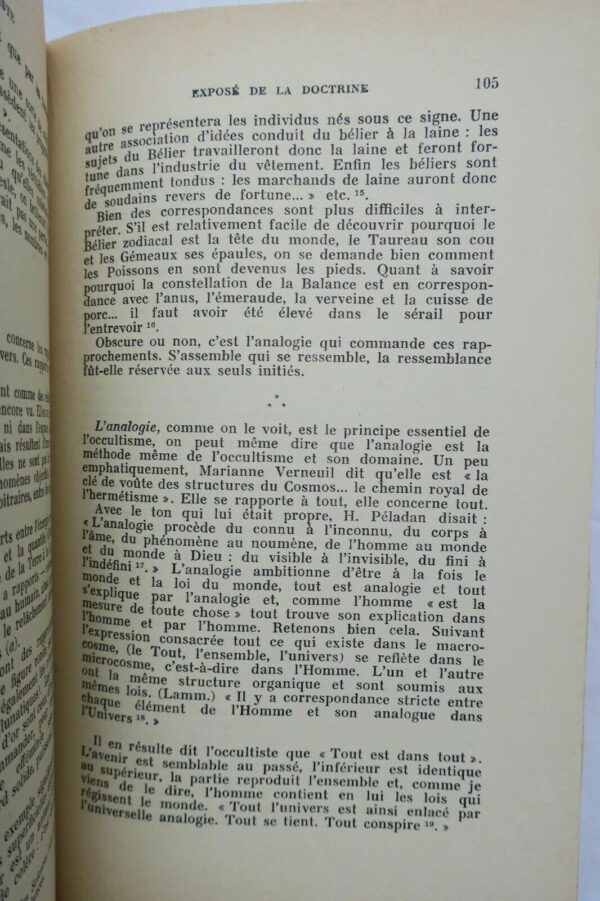 EXPOSÉ DE LA DOCTRINE 105
qu'on se représentera les individus nés sous ce signe. Une
autre association d'idées conduit du bélier à la laine : les
sujets du Bélier travailleront donc la laine et feront for-
tune dans l'industrie du vêtement. Enfin les béliers sont
fréquemment tondus : les marchands de laine auront donc
de soudains revers de fortune... » etc. 15.
Bien des correspondances sont plus difficiles à inter-
préter. S'il est relativement facile de découvrir pourquoi le
Bélier zodiacal est la tête du monde, le Taureau son cou
et les Gémeaux ses épaules, on se demande bien comment
les Poissons en sont devenus les pieds. Quant à savoir
pourquoi la constellation de la Balance est en correspon-
dance avec l'anus, l'émeraude, la verveine et la cuisse de
porc... il faut avoir été élevé dans le sérail pour
l'entrevoir 16.
Obscure ou non, c'est l'analogie qui commande ces rap-
prochements. S'assemble qui se ressemble, la ressemblance
fût-elle réservée aux seuls initiés.
* * *
L'analogie, comme on le voit, est le principe essentiel de
l'occultisme, on peut même dire que l'analogie est la
méthode même de l'occultisme et son domaine. Un peu
emphatiquement, Marianne Verneuil dit qu'elle est « la
clé de voûte des structures du Cosmos... le chemin royal de
l'hermétisme ». Elle se rapporte à tout, elle concerne tout.
Avec le ton qui lui était propre, H. Péladan disait :
« L'analogie procède du connu à l'inconnu, du corps à
l'âme, du phénomène au noumène, de l'homme au monde
et du monde à Dieu : du visible à l'invisible, du fini à
l'indéfini 17. » L'analogie ambitionne d'être à la fois le
monde et la loi du monde, tout est analogie et tout
s'explique par l'analogie et, comme l'homme « est la
mesure de toute chose » tout trouve son explication dans
l'homme et par l'homme. Retenons bien cela. Suivant
l'expression consacrée tout ce qui existe dans le macro-
cosme, (le Tout, l'ensemble, l'univers) se reflète dans le
microcosme, c'est-à-dire dans l'Homme. L'un et l'autre
ont la même structure organique et sont soumis aux
mêmes lois. (Lamm.) « Il y a correspondance stricte entre
chaque élément de l'Homme et son analogue dans
l'Univers 18. »
Il en résulte dit l'occultiste que « Tout est dans tout ».
L'avenir est semblable au passé, l'inférieur est identique
au supérieur, la partie reproduit l'ensemble et, comme je
viens de le dire, l'homme contient en lui les lois qui
régissent le monde. « Tout l'univers est ainsi enlacé par
l'universelle analogie. Tout se tient. Tout conspire 19. »